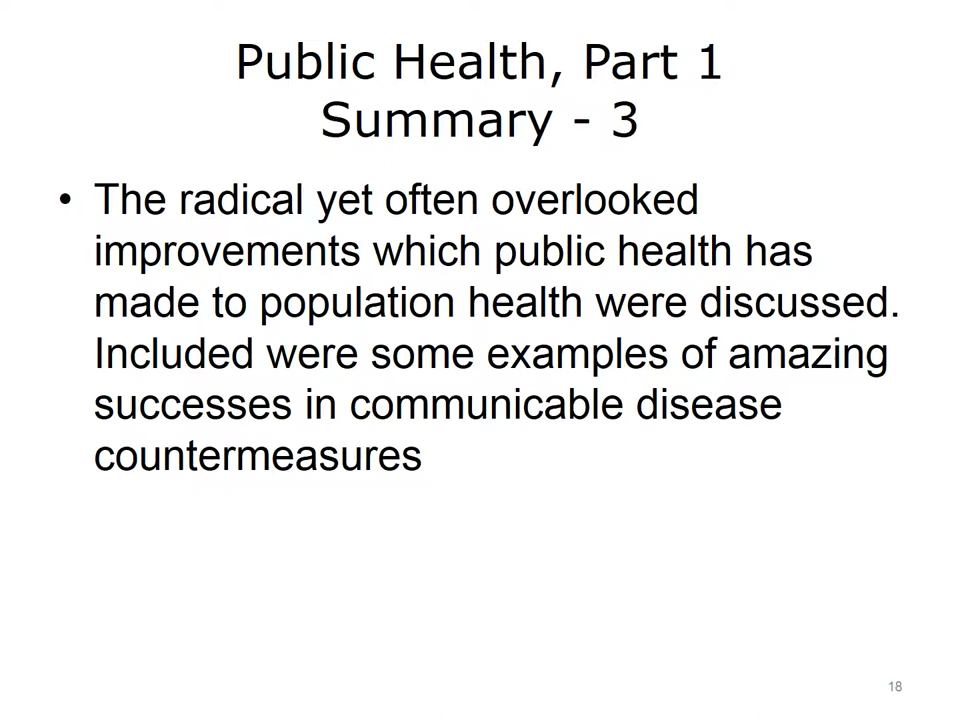 Public Health, Part 1
Summary - 3
• The radical yet often overlooked
improvements which public health has
made to population health were discussed.
Included were some examples of amazing
successes in communicable disease
countermeasures
18